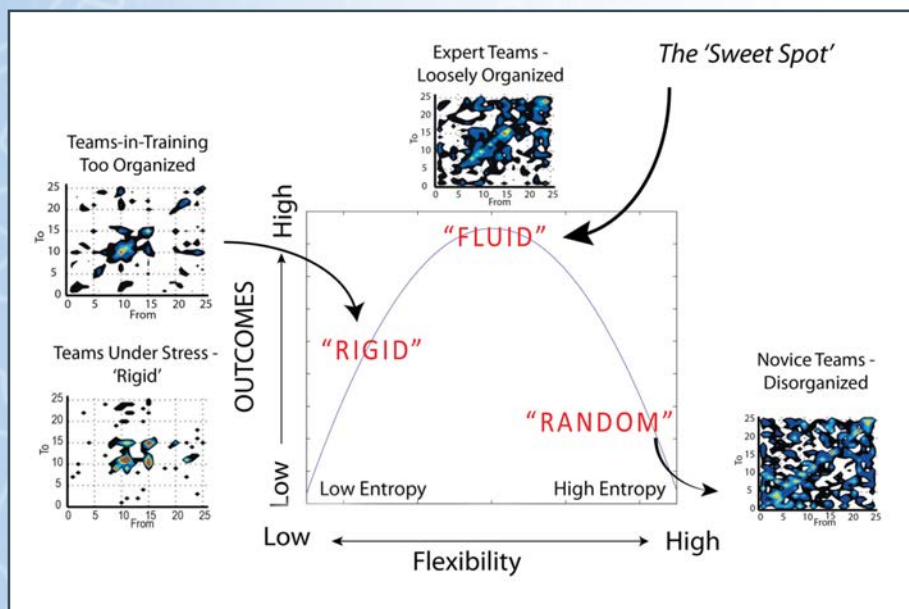 Expert Teams -
Loosely Organized
The ‘Sweet Spot’
25
20
15
10
5
0
To
0 5 10 15 20 25
From
Teams-in-Training
Too Organized
25
20
15
10
5
0
To
0 5 10 15 20 25
From
Teams Under Stress -
‘Rigid’
25
20
15
10
5
0
To
0 5 10 15 20 25
From
High
OUTCOMES
Low
“FLUID”
“RIGID”
“RANDOM”
Low Entropy
High Entropy
Low
Flexibility
High
Novice Teams -
Disorganized
25
20
15
10
5
0
To
0 5 10 15 20 25
From